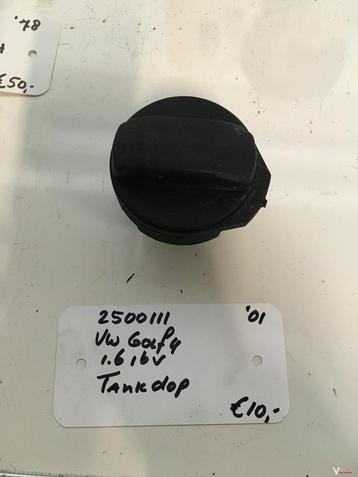 '78
€50,-
2500111 '01
VW Golf 4
1.6 16V
Tankdop
€10,-